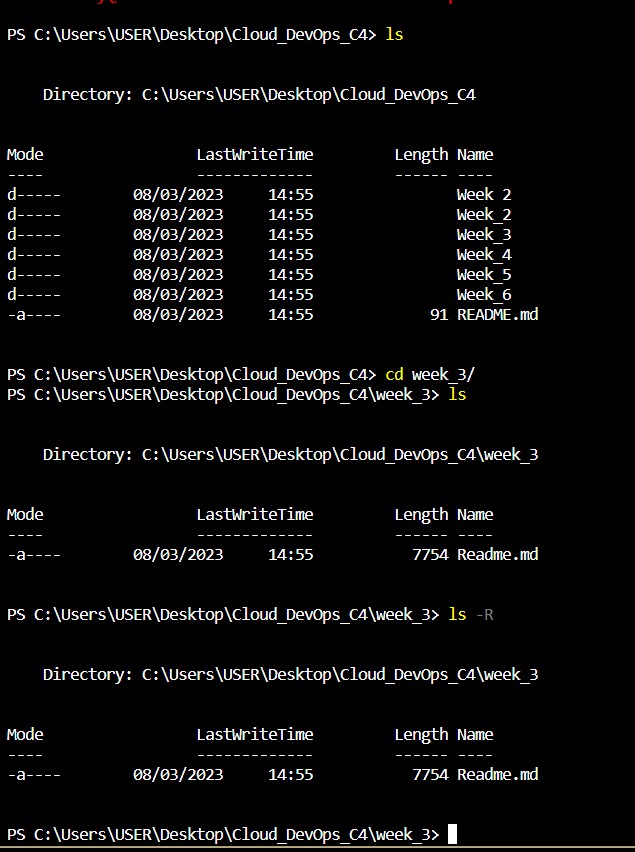 PS C:\Users\USER\Desktop\Cloud_DevOps_C4> ls
Directory: C:\Users\USER\Desktop\Cloud_DevOps_C4
Mode LastWriteTime Length Name
---- ------------- ------ ----
d----- 08/03/2023 14:55 Week 2
d----- 08/03/2023 14:55 Week_2
d----- 08/03/2023 14:55 Week_3
d----- 08/03/2023 14:55 Week_4
d----- 08/03/2023 14:55 Week_5
d----- 08/03/2023 14:55 Week_6
-a---- 08/03/2023 14:55 91 README.md
PS C:\Users\USER\Desktop\Cloud_DevOps_C4> cd week_3/
PS C:\Users\USER\Desktop\Cloud_DevOps_C4\week_3> ls
Directory: C:\Users\USER\Desktop\Cloud_DevOps_C4\week_3
Mode LastWriteTime Length Name
---- ------------- ------ ----
-a---- 08/03/2023 14:55 7754 Readme.md
PS C:\Users\USER\Desktop\Cloud_DevOps_C4\week_3> ls -R
Directory: C:\Users\USER\Desktop\Cloud_DevOps_C4\week_3
Mode LastWriteTime Length Name
---- ------------- ------ ----
-a---- 08/03/2023 14:55 7754 Readme.md
PS C:\Users\USER\Desktop\Cloud_DevOps_C4\week_3>